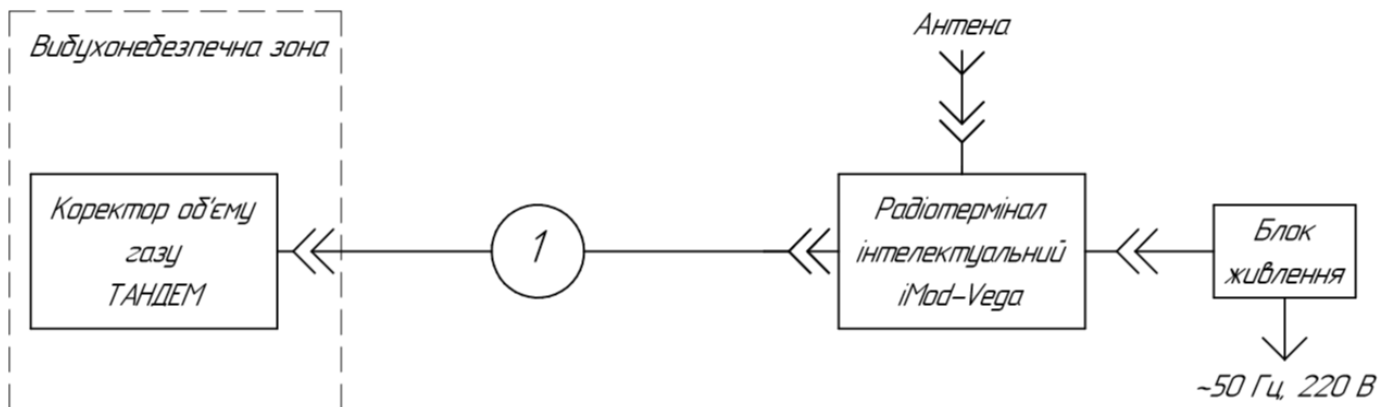 Вибухонебезпечна зона
Коректор об'єму
газу
ТАНДЕМ
1
Антена
Радіотермінал
інтелектуальний
iMod-Vega
Блок
живлення
~50 Гц, 220 В